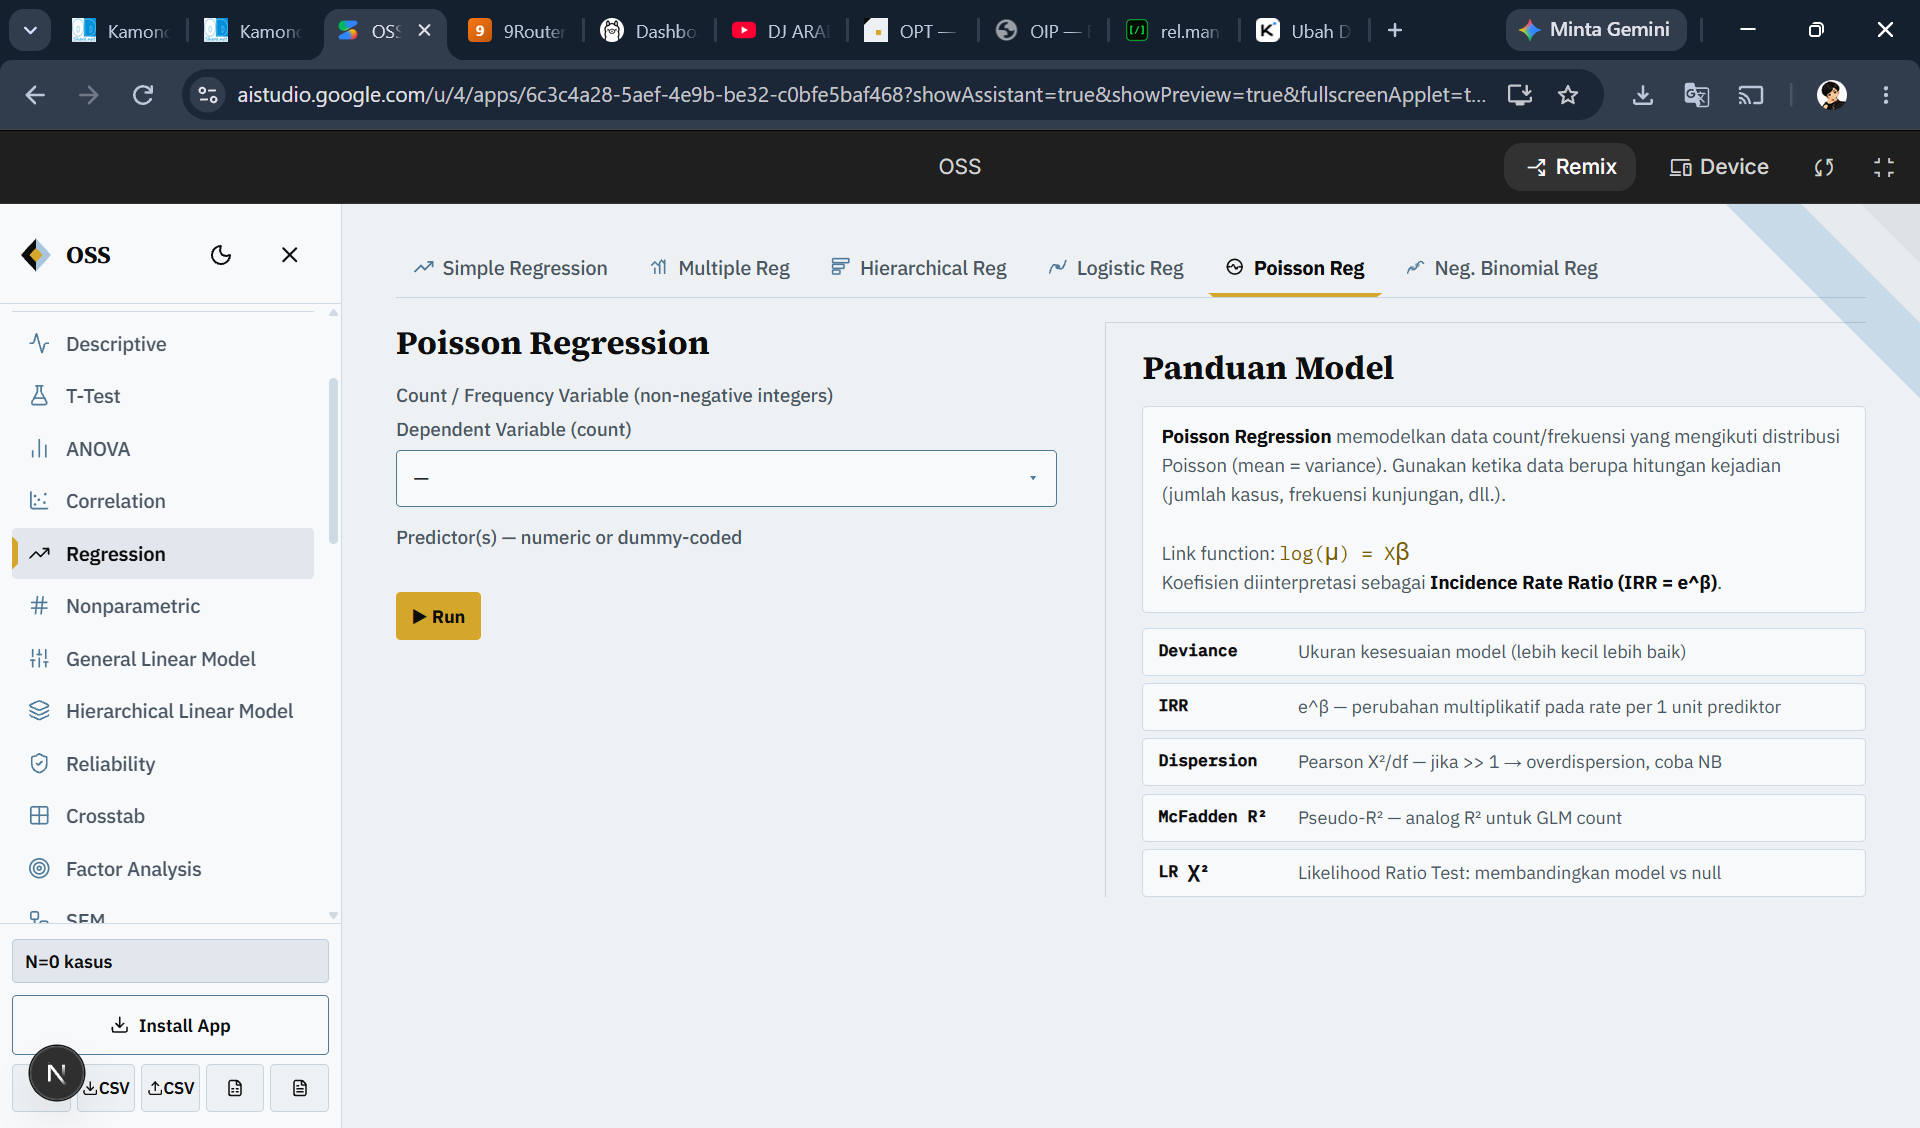 Kamon
Kamon
OSS
9Router
Dashbo
DJ ARA
OPT —
OIP —
rel.man
Ubah D
Minta Gemini
aistudio.google.com/u/4/apps/6c3c4a28-5aef-4e9b-be32-c0bfe5baf468?showAssistant=true&showPreview=true&fullscreenApplet=t...
OSS
Remix
Device
OSS
Descriptive
T-Test
ANOVA
Correlation
Regression
Nonparametric
General Linear Model
Hierarchical Linear Model
Reliability
Crosstab
Factor Analysis
SEM
N=0 kasus
Install App
N
CSV
CSV
Simple Regression
Multiple Reg
Hierarchical Reg
Logistic Reg
Poisson Reg
Neg. Binomial Reg
Poisson Regression
Count / Frequency Variable (non-negative integers)
Dependent Variable (count)
—
Predictor(s) — numeric or dummy-coded
▶ Run
Panduan Model
Poisson Regression memodelkan data count/frekuensi yang mengikuti distribusi
Poisson (mean = variance). Gunakan ketika data berupa hitungan kejadian
(jumlah kasus, frekuensi kunjungan, dll.).
Link function: log(μ) = Xβ
Koefisien diinterpretasi sebagai Incidence Rate Ratio (IRR = e^β).
Deviance Ukuran kesesuaian model (lebih kecil lebih baik)
IRR e^β — perubahan multiplikatif pada rate per 1 unit prediktor
Dispersion Pearson X²/df — jika >> 1 → overdispersion, coba NB
McFadden R² Pseudo-R² — analog R² untuk GLM count
LR χ² Likelihood Ratio Test: membandingkan model vs null